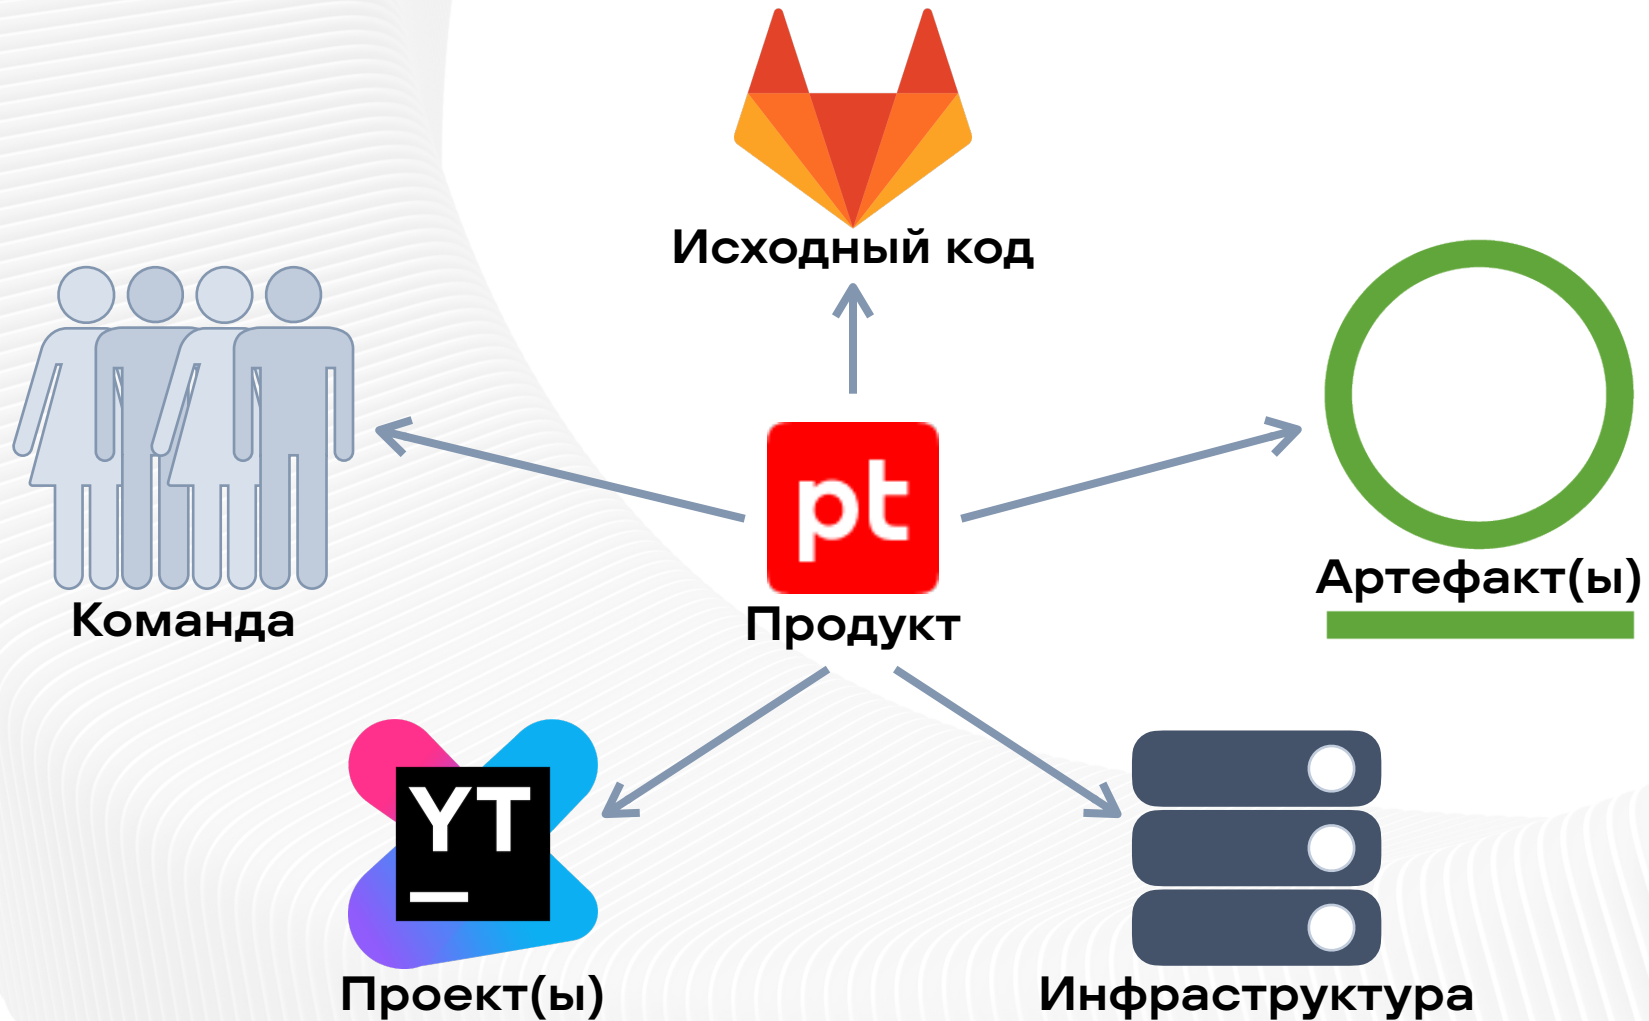 Исходный код
Команда
pt
Продукт
Артефакт(ы)
YT
Проект(ы)
Инфраструктура